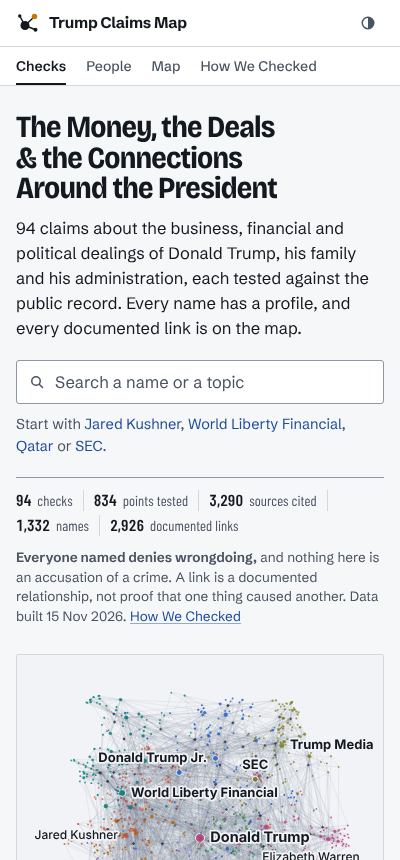 Trump Claims Map
Checks People Map How We Checked
The Money, the Deals
& the Connections
Around the President
94 claims about the business, financial and
political dealings of Donald Trump, his family
and his administration, each tested against the
public record. Every name has a profile, and
every documented link is on the map.
Search a name or a topic
Start with Jared Kushner, World Liberty Financial,
Qatar or SEC.
94 checks 834 points tested 3,290 sources cited
1,332 names 2,926 documented links
Everyone named denies wrongdoing, and nothing here is
an accusation of a crime. A link is a documented
relationship, not proof that one thing caused another. Data
built 15 Nov 2026. How We Checked
Trump Media
Donald Trump Jr.
SEC
World Liberty Financial
Jared Kushner
Donald Trump
Elizabeth Warren